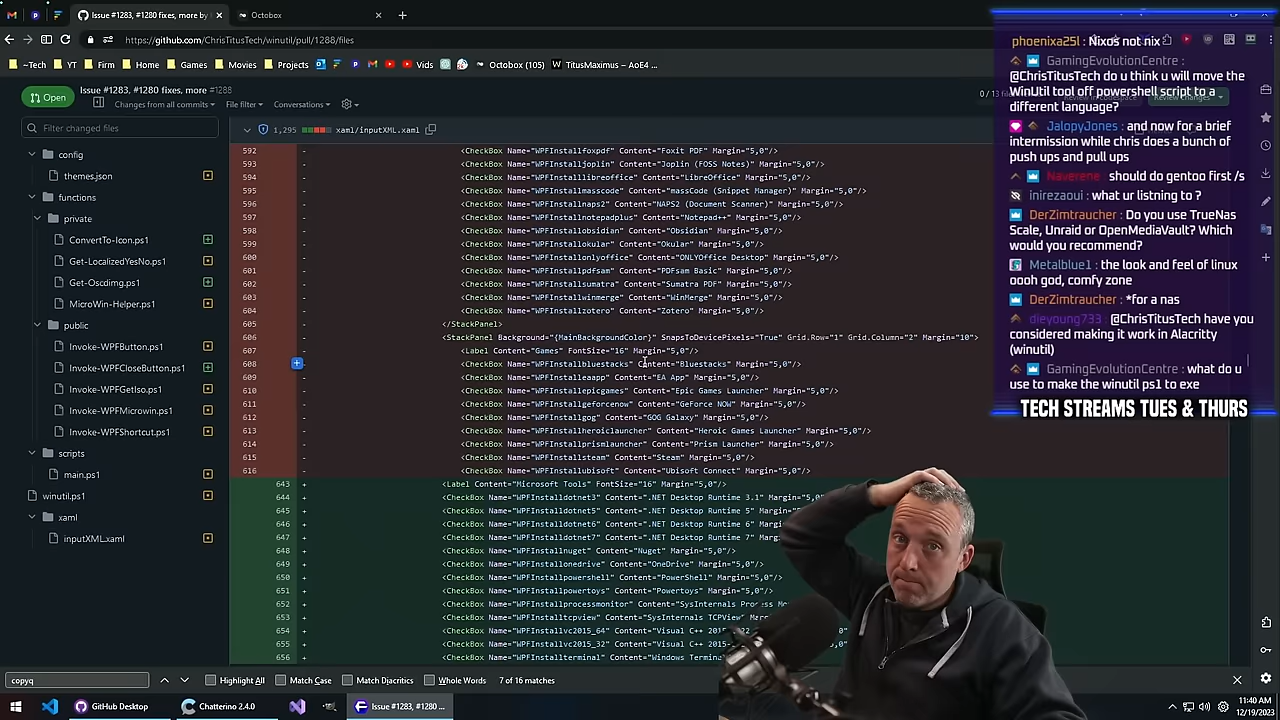 Issue #1283, #1280 fixes, more by
Octobox
https://github.com/ChrisTitusTech/winutil/pull/1288/files
~Tech
YT
Firm
Home
Games
Movies
Projects
Vids
Octobox (105)
TitusMaximus – AoE4 ...
Open
Issue #1283, #1280 fixes, more #1288
Changes from all commits
File filter
Conversations
0 / 13
Review changes
Filter changed files
config
themes.json
functions
private
ConvertTo-Icon.ps1
Get-LocalizedYesNo.ps1
Get-Oscdimg.ps1
MicroWin-Helper.ps1
public
Invoke-WPFButton.ps1
Invoke-WPFCloseButton.ps1
Invoke-WPFGetIso.ps1
Invoke-WPFMicrowin.ps1
Invoke-WPFShortcut.ps1
scripts
main.ps1
winutil.ps1
xaml
inputXML.xaml
1,295 xaml/inputXML.xaml
592 - <CheckBox Name="WPFInstallfoxpdf" Content="Foxit PDF" Margin="5,0"/>
593 - <CheckBox Name="WPFInstalljoplin" Content="Joplin (FOSS Notes)" Margin="5,0"/>
594 - <CheckBox Name="WPFInstalllibreoffice" Content="LibreOffice" Margin="5,0"/>
595 - <CheckBox Name="WPFInstallmasscode" Content="massCode (Snippet Manager)" Margin="5,0"/>
596 - <CheckBox Name="WPFInstallnaps2" Content="NAPS2 (Document Scanner)" Margin="5,0"/>
597 - <CheckBox Name="WPFInstallnotepadplus" Content="Notepad++" Margin="5,0"/>
598 - <CheckBox Name="WPFInstallobsidian" Content="Obsidian" Margin="5,0"/>
599 - <CheckBox Name="WPFInstallokular" Content="Okular" Margin="5,0"/>
600 - <CheckBox Name="WPFInstallonlyoffice" Content="ONLYOffice Desktop" Margin="5,0"/>
601 - <CheckBox Name="WPFInstallpdfsam" Content="PDFsam Basic" Margin="5,0"/>
602 - <CheckBox Name="WPFInstallsumatra" Content="Sumatra PDF" Margin="5,0"/>
603 - <CheckBox Name="WPFInstallwinmerge" Content="WinMerge" Margin="5,0"/>
604 - <CheckBox Name="WPFInstallzotero" Content="Zotero" Margin="5,0"/>
605 - </StackPanel>
606 - <StackPanel Background="{MainBackgroundColor}" SnapsToDevicePixels="True" Grid.Row="1" Grid.Column="2" Margin="10">
607 - <Label Content="Games" FontSize="16" Margin="5,0"/>
608 - <CheckBox Name="WPFInstallbluestacks" Content="Bluestacks" Margin="5,0"/>
609 - <CheckBox Name="WPFInstalleaapp" Content="EA App" Margin="5,0"/>
610 - <CheckBox Name="WPFInstallepicgames" Content="Epic Games Launcher" Margin="5,0"/>
611 - <CheckBox Name="WPFInstallgeforcenow" Content="GeForce NOW" Margin="5,0"/>
612 - <CheckBox Name="WPFInstallgog" Content="GOG Galaxy" Margin="5,0"/>
613 - <CheckBox Name="WPFInstallheroiclauncher" Content="Heroic Games Launcher" Margin="5,0"/>
614 - <CheckBox Name="WPFInstallprismlauncher" Content="Prism Launcher" Margin="5,0"/>
615 - <CheckBox Name="WPFInstallsteam" Content="Steam" Margin="5,0"/>
616 - <CheckBox Name="WPFInstallubisoft" Content="Ubisoft Connect" Margin="5,0"/>
643 + <Label Content="Microsoft Tools" FontSize="16" Margin="5,0"/>
644 + <CheckBox Name="WPFInstalldotnet3" Content=".NET Desktop Runtime 3.1" Margin="5,0"/>
645 + <CheckBox Name="WPFInstalldotnet5" Content=".NET Desktop Runtime 5" Margin="5,0"/>
646 + <CheckBox Name="WPFInstalldotnet6" Content=".NET Desktop Runtime 6" Margin="5,0"/>
647 + <CheckBox Name="WPFInstalldotnet7" Content=".NET Desktop Runtime 7" Margin="5,0"/>
648 + <CheckBox Name="WPFInstallnuget" Content="Nuget" Margin="5,0"/>
649 + <CheckBox Name="WPFInstallonedrive" Content="OneDrive" Margin="5,0"/>
650 + <CheckBox Name="WPFInstallpowershell" Content="PowerShell" Margin="5,0"/>
651 + <CheckBox Name="WPFInstallpowertoys" Content="Powertoys" Margin="5,0"/>
652 + <CheckBox Name="WPFInstallprocessmonitor" Content="SysInternals Process
653 + <CheckBox Name="WPFInstalltcpview" Content="SysInternals TCPView"
654 + <CheckBox Name="WPFInstallvc2015_64" Content="Visual C++
655 + <CheckBox Name="WPFInstallvc2015_32" Content="Visual C++
656 + <CheckBox Name="WPFInstallterminal" Content="Windows Terminal
phoenixa25l : Nixos not nix
GamingEvolutionCentre :
@ChrisTitusTech do u think u will move the
WinUtil tool off powershell script to a
different language?
JalopyJones : and now for a brief
intermission while chris does a bunch of
push ups and pull ups
Naverene : should do gentoo first /s
inirezaoui : what ur listning to ?
DerZimtraucher : Do you use TrueNas
Scale, Unraid or OpenMediaVault? Which
would you recommend?
Metalblue1 : the look and feel of linux
oooh god, comfy zone
DerZimtraucher : *for a nas
dieyoung733 : @ChrisTitusTech have you
considered making it work in Alacritty
(winutil)
GamingEvolutionCentre : what do u
use to make the winutil ps1 to exe
TECH STREAMS TUES & THURS
copyq
Highlight All
Match Case
Match Diacritics
Whole Words
7 of 16 matches
GitHub Desktop
Chatterino 2.4.0
Issue #1283, #1280 ...
11:40 AM
12/19/2023